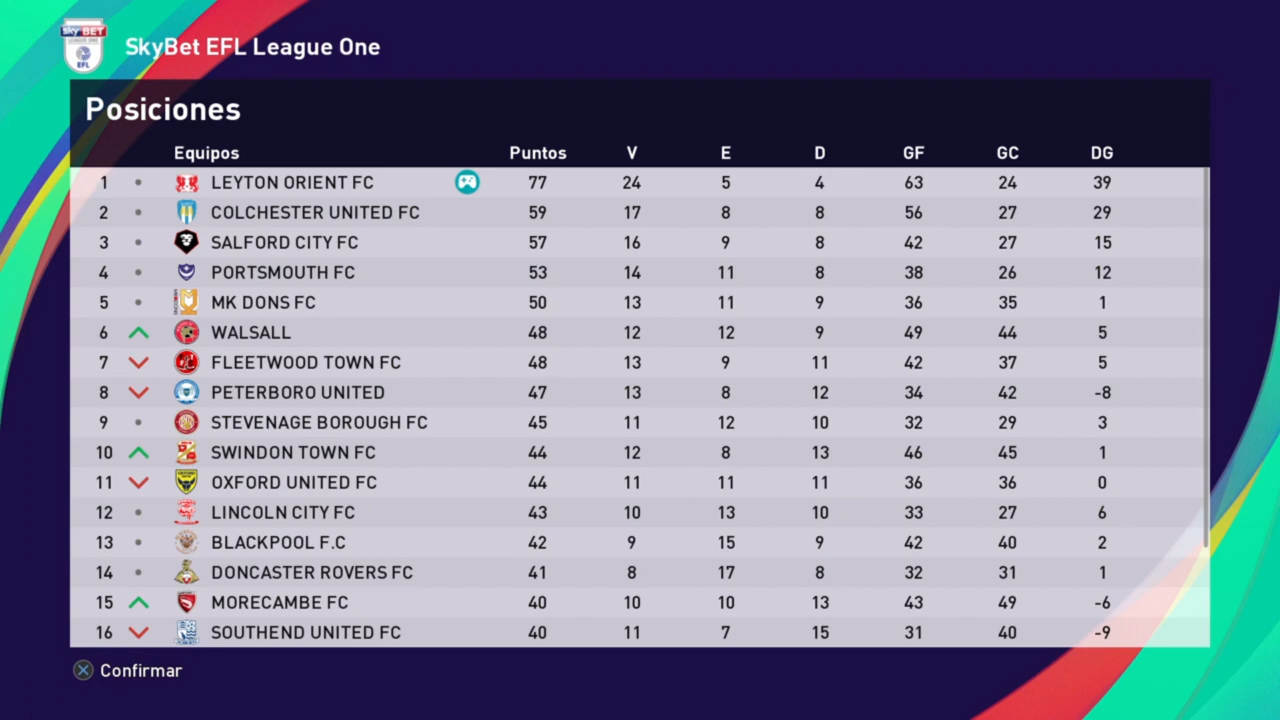 sky BET
LEAGUE ONE
EFL
SkyBet EFL League One
Posiciones
Equipos Puntos V E D GF GC DG
1 LEYTON ORIENT FC 77 24 5 4 63 24 39
2 COLCHESTER UNITED FC 59 17 8 8 56 27 29
3 SALFORD CITY FC 57 16 9 8 42 27 15
4 PORTSMOUTH FC 53 14 11 8 38 26 12
5 MK DONS FC 50 13 11 9 36 35 1
6 WALSALL 48 12 12 9 49 44 5
7 FLEETWOOD TOWN FC 48 13 9 11 42 37 5
8 PETERBORO UNITED 47 13 8 12 34 42 -8
9 STEVENAGE BOROUGH FC 45 11 12 10 32 29 3
10 SWINDON TOWN FC 44 12 8 13 46 45 1
11 OXFORD UNITED FC 44 11 11 11 36 36 0
12 LINCOLN CITY FC 43 10 13 10 33 27 6
13 BLACKPOOL F.C 42 9 15 9 42 40 2
14 DONCASTER ROVERS FC 41 8 17 8 32 31 1
15 MORECAMBE FC 40 10 10 13 43 49 -6
16 SOUTHEND UNITED FC 40 11 7 15 31 40 -9
Confirmar